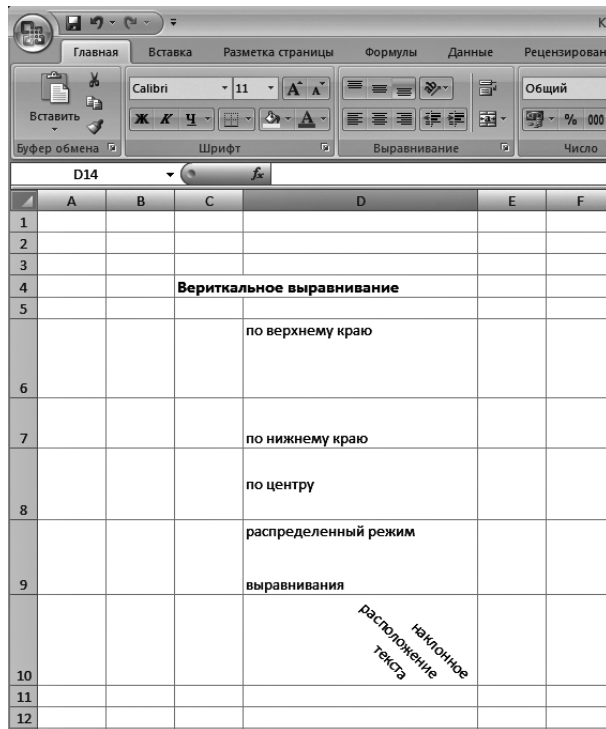 К
Главная Вставка Разметка страницы Формулы Данные Рецензирован
Вставить
Calibri 11 A A Общий
Ж К Ч A % 000
Буфер обмена Шрифт Выравнивание Число
D14 fx
A B C D E F
1
2
3
4 Вериткальное выравнивание
5
6 по верхнему краю
7 по нижнему краю
8 по центру
9 распределенный режим
выравнивания
10 наклонное
расположение
текста
11
12